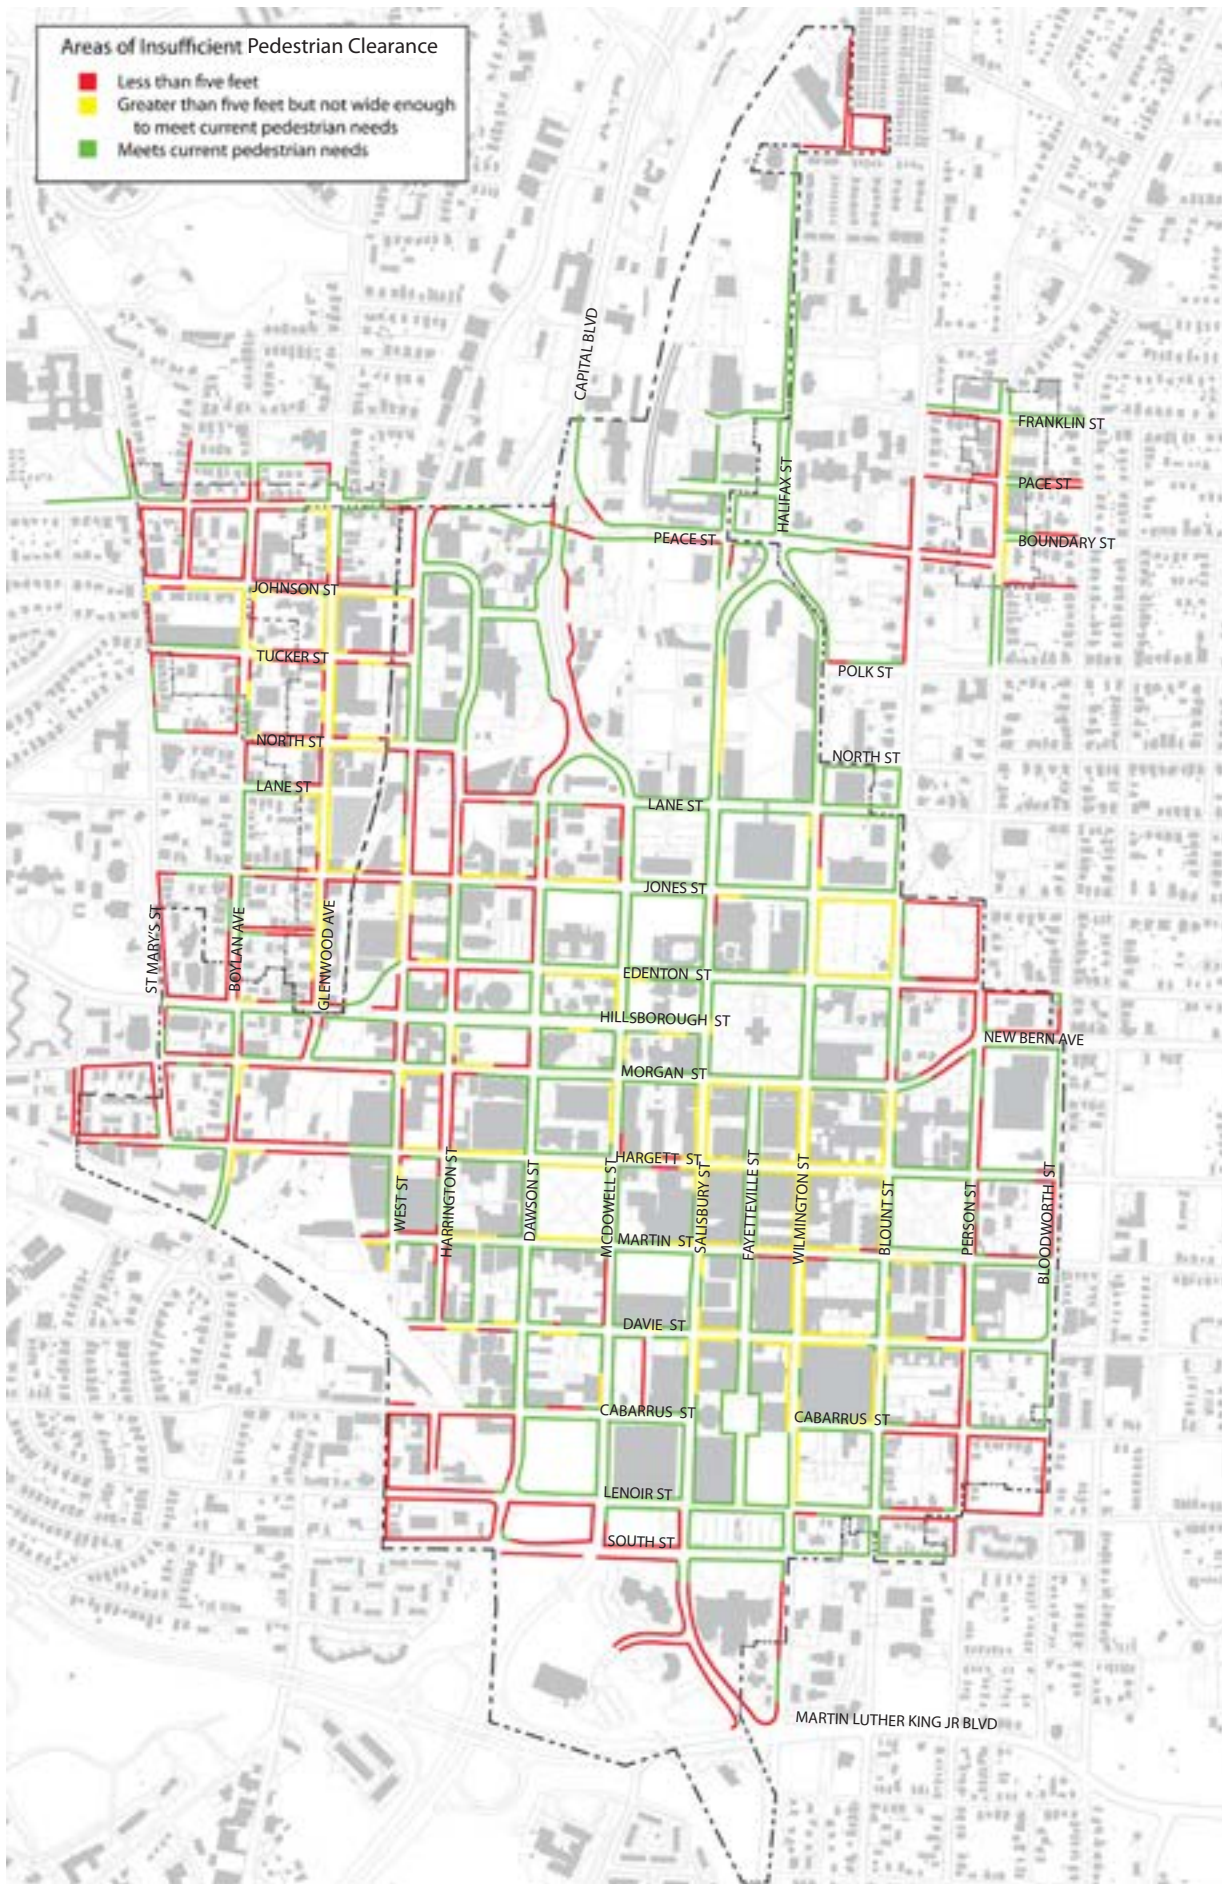 Areas of Insufficient Pedestrian Clearance
Less than five feet
Greater than five feet but not wide enough
to meet current pedestrian needs
Meets current pedestrian needs
CAPITAL BLVD
FRANKLIN ST
HALIFAX ST
PACE ST
PEACE ST
BOUNDARY ST
JOHNSON ST
TUCKER ST
POLK ST
NORTH ST
NORTH ST
LANE ST
LANE ST
JONES ST
ST MARY'S ST
BOYLAN AVE
GLENWOOD AVE
EDENTON ST
HILLSBOROUGH ST
NEW BERN AVE
MORGAN ST
HARGETT ST
WEST ST
HARRINGTON ST
DAWSON ST
MCDOWELL ST
SALISBURY ST
FAYETTEVILLE ST
WILMINGTON ST
BLOUNT ST
PERSON ST
BLOODWORTH ST
MARTIN ST
DAVIE ST
CABARRUS ST
CABARRUS ST
LENOIR ST
SOUTH ST
MARTIN LUTHER KING JR BLVD